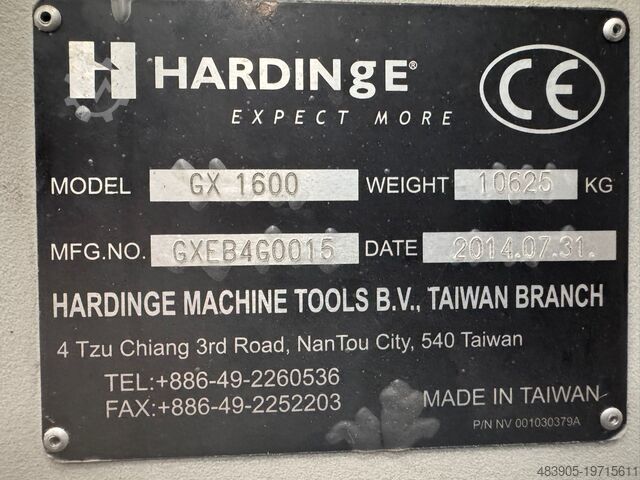 H HARDINGE®
CE
EXPECT MORE
MODEL GX 1600 WEIGHT 10625 KG
MFG.NO. GXEB4G0015 DATE 2014.07.31.
HARDINGE MACHINE TOOLS B.V., TAIWAN BRANCH
4 Tzu Chiang 3rd Road, NanTou City, 540 Taiwan
TEL:+886-49-2260536
FAX:+886-49-2252203
MADE IN TAIWAN
P/N NV 001030379A
483905-19715611